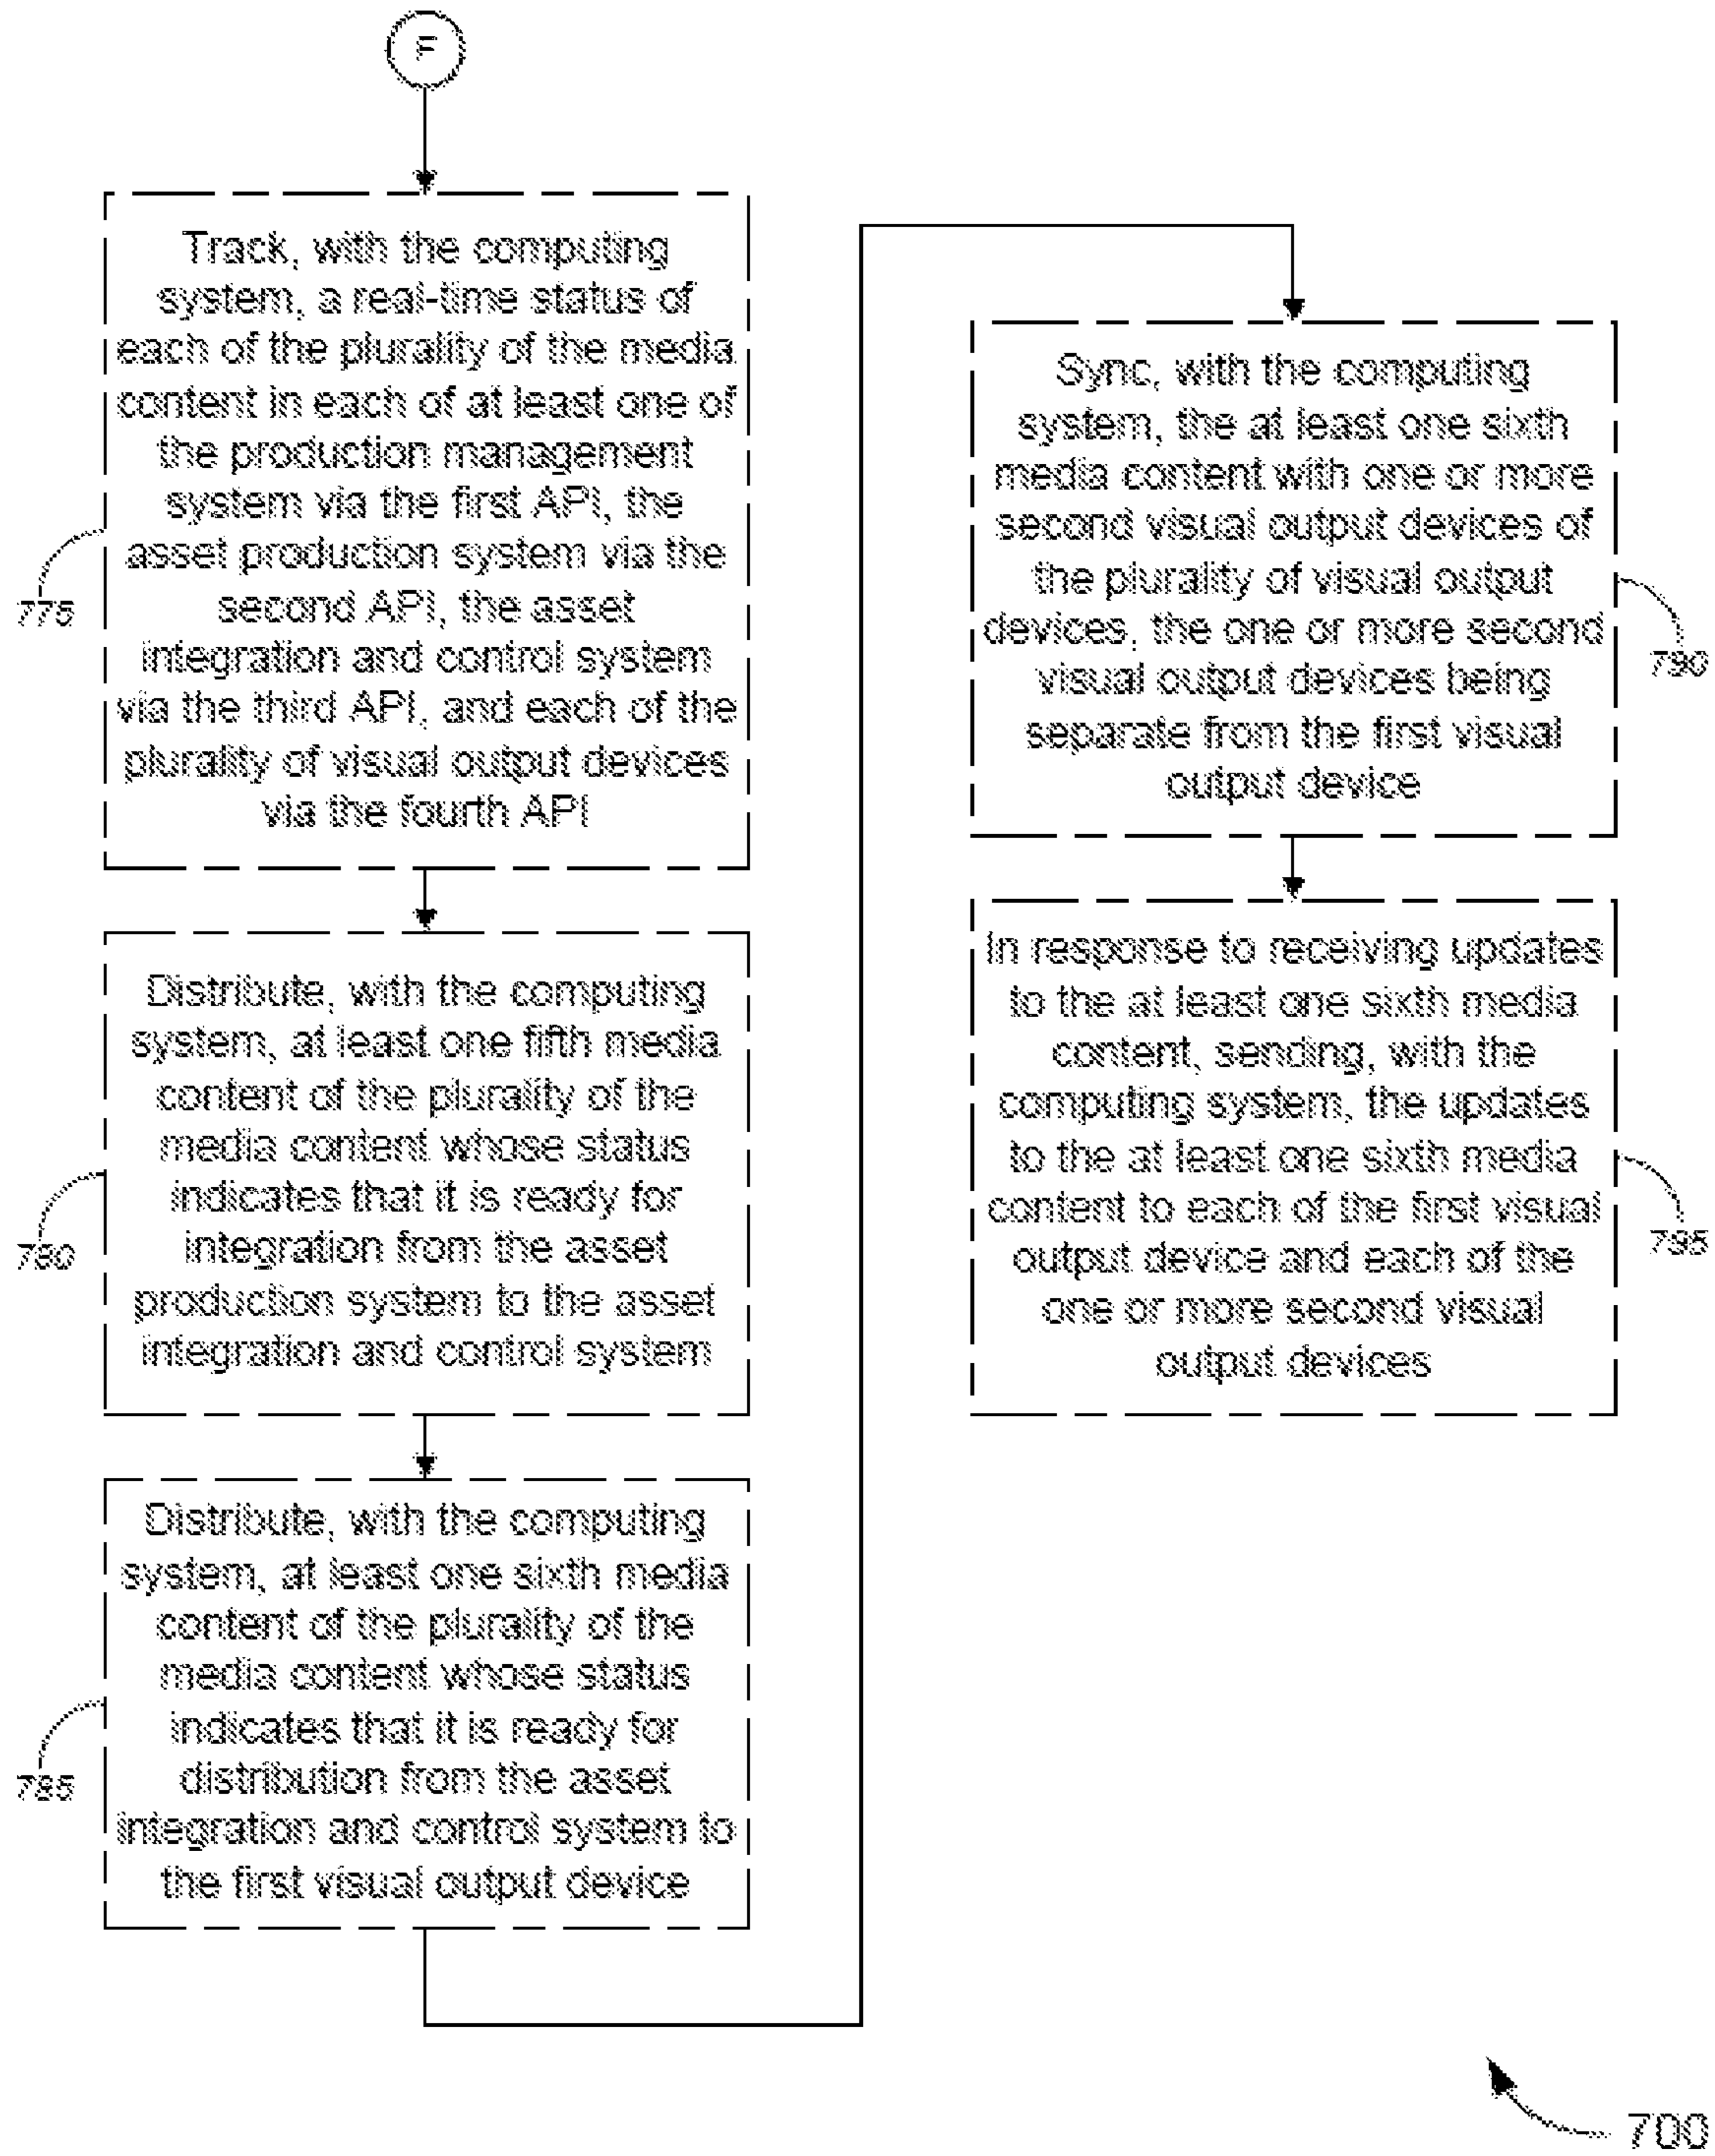 F
Track, with the computing
system, a real-time status of
each of the plurality of the media
content in each of at least one of
the production management
system via the first API, the
asset production system via the
second API, the asset
integration and control system
via the third API, and each of the
plurality of visual output devices
via the fourth API
775
Distribute, with the computing
system, at least one fifth media
content of the plurality of the
media content whose status
indicates that it is ready for
integration from the asset
production system to the asset
integration and control system
780
Distribute, with the computing
system, at least one sixth media
content of the plurality of the
media content whose status
indicates that it is ready for
distribution from the asset
integration and control system to
the first visual output device
785
Sync, with the computing
system, the at least one sixth
media content with one or more
second visual output devices of
the plurality of visual output
devices, the one or more second
visual output devices being
separate from the first visual
output device
790
In response to receiving updates
to the at least one sixth media
content, sending, with the
computing system, the updates
to the at least one sixth media
content to each of the first visual
output device and each of the
one or more second visual
output devices
795
700